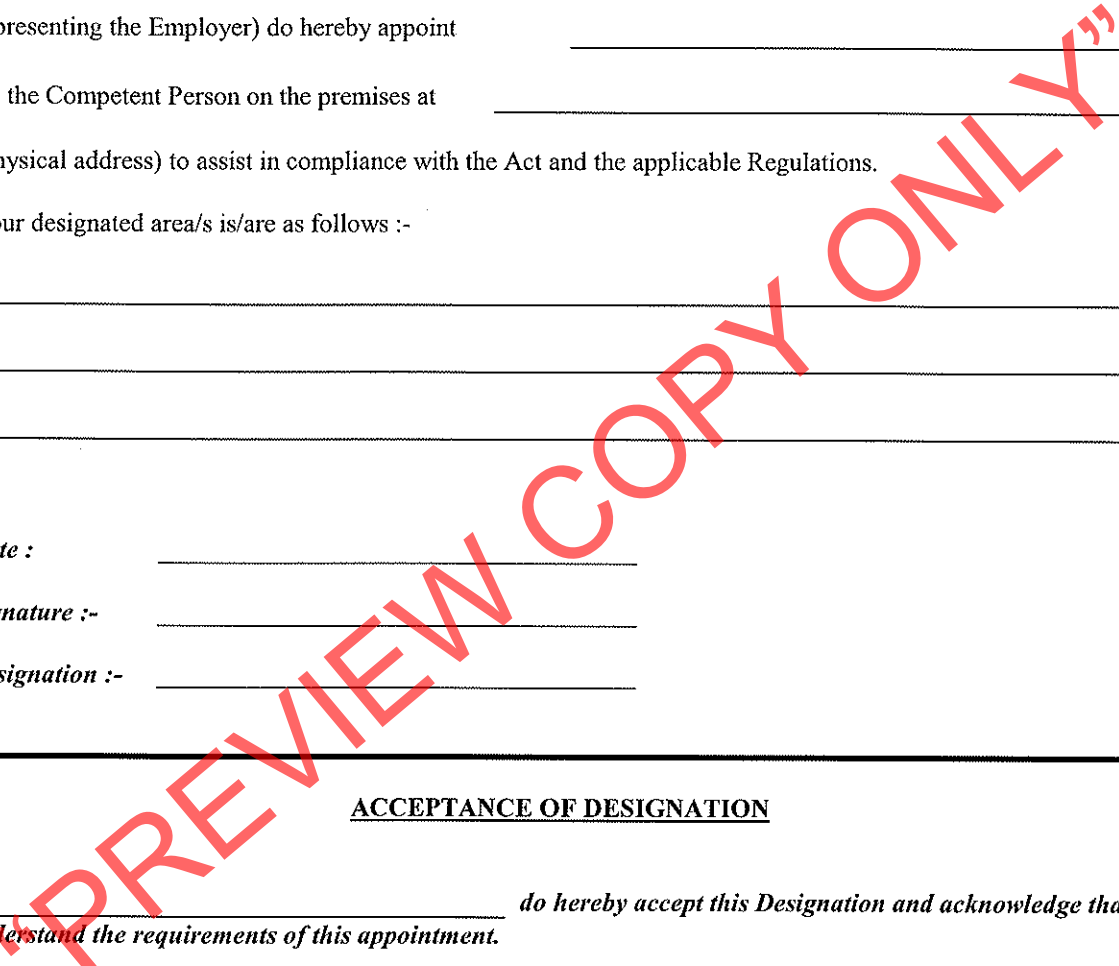 presenting the Employer) do hereby appoint
the Competent Person on the premises at
hysical address) to assist in compliance with the Act and the applicable Regulations.
our designated area/s is/are as follows :-
te :
nature :-
signation :-
ACCEPTANCE OF DESIGNATION
do hereby accept this Designation and acknowledge tha
derstand the requirements of this appointment.
“PREVIEW COPY ONLY”